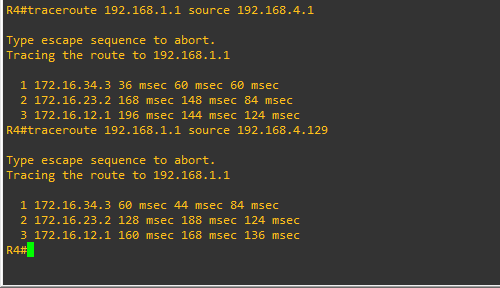 R4#traceroute 192.168.1.1 source 192.168.4.1
Type escape sequence to abort.
Tracing the route to 192.168.1.1
1 172.16.34.3 36 msec 60 msec 60 msec
2 172.16.23.2 168 msec 148 msec 84 msec
3 172.16.12.1 196 msec 144 msec 124 msec
R4#traceroute 192.168.1.1 source 192.168.4.129
Type escape sequence to abort.
Tracing the route to 192.168.1.1
1 172.16.34.3 60 msec 44 msec 84 msec
2 172.16.23.2 128 msec 188 msec 124 msec
3 172.16.12.1 160 msec 168 msec 136 msec
R4#